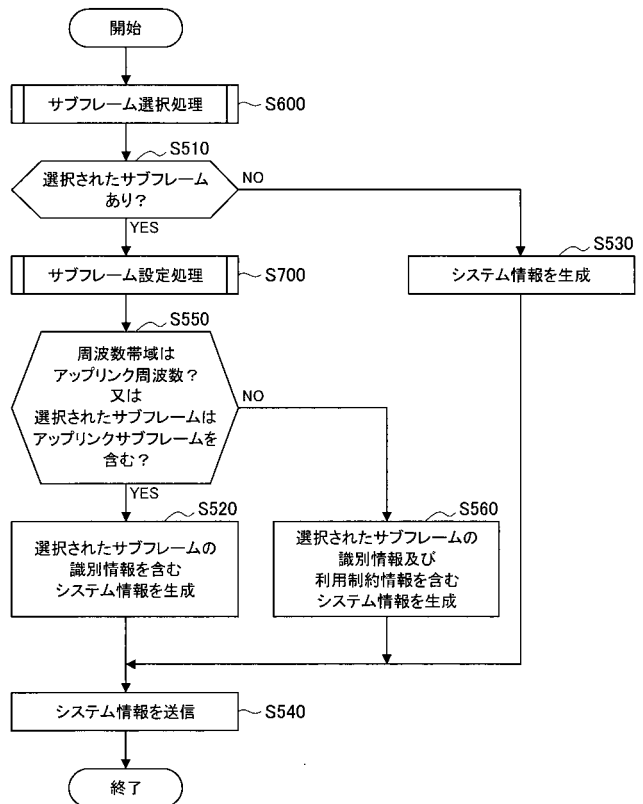 開始
サブフレーム選択処理
S600
S510
選択されたサブフレーム
あり？
NO
YES
S530
システム情報を生成
サブフレーム設定処理
S700
S550
周波数帯域は
アップリンク周波数？
又は
選択されたサブフレームは
アップリンクサブフレームを
含む？
NO
YES
S520
選択されたサブフレームの
識別情報を含む
システム情報を生成
S560
選択されたサブフレームの
識別情報及び
利用制約情報を含む
システム情報を生成
システム情報を送信
S540
終了